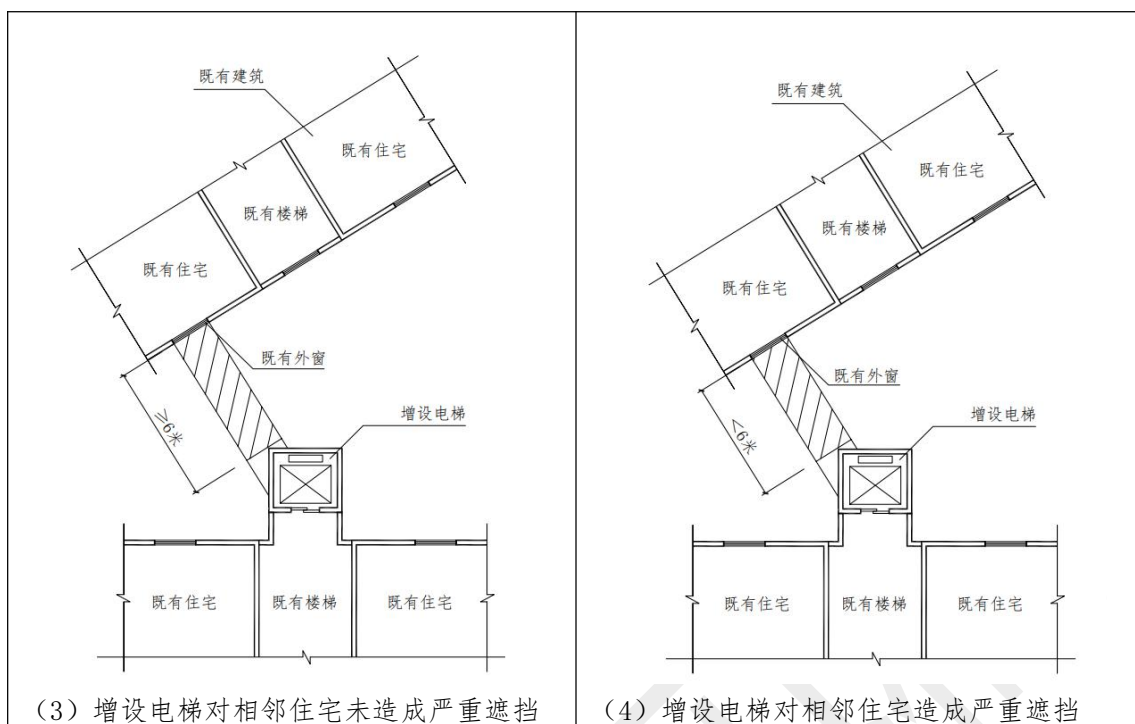 既有建筑
既有住宅
既有楼梯
既有住宅
既有外窗
≥6米
增设电梯
既有住宅
既有楼梯
既有住宅
（3）增设电梯对相邻住宅未造成严重遮挡
既有建筑
既有住宅
既有楼梯
既有住宅
既有外窗
<6米
增设电梯
既有住宅
既有楼梯
既有住宅
（4）增设电梯对相邻住宅造成严重遮挡